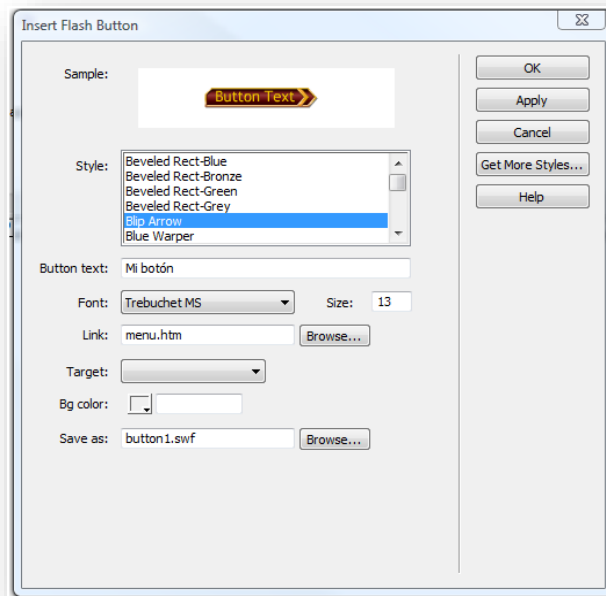 Insert Flash Button
Sample:
Button Text
OK
Apply
Cancel
Get More Styles...
Help
Style:
Beveled Rect-Blue
Beveled Rect-Bronze
Beveled Rect-Green
Beveled Rect-Grey
Blip Arrow
Blue Warper
Button text: Mi botón
Font: Trebuchet MS Size: 13
Link: menu.htm Browse...
Target:
Bg color:
Save as: button1.swf Browse...